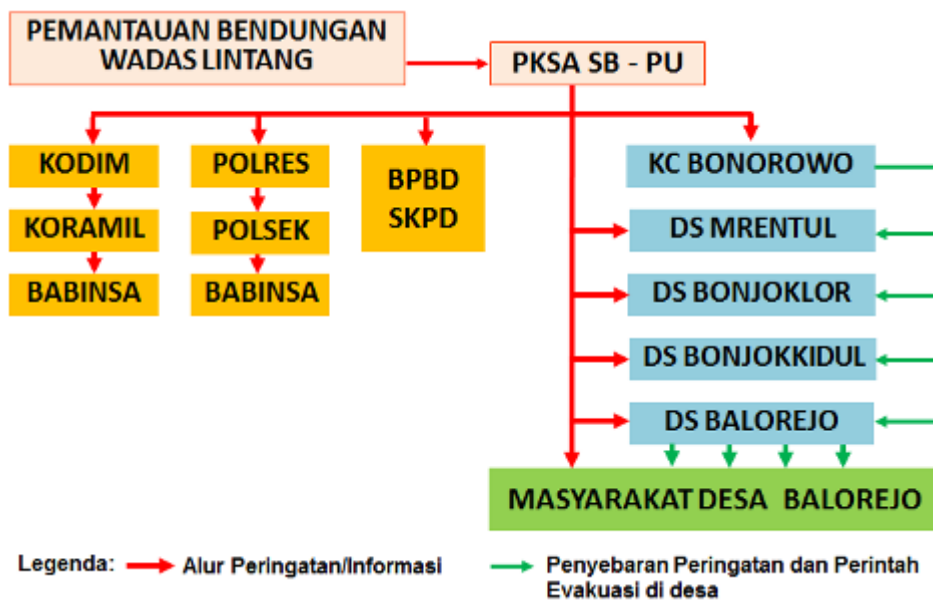 PEMANTAUAN BENDUNGAN
WADAS LINTANG
PKSA SB - PU
KODIM
POLRES
BPBD
SKPD
KC BONOROWO
KORAMIL
POLSEK
DS MRENTUL
BABINSA
BABINSA
DS BONJOKLOR
DS BONJOKKIDUL
DS BALOREJO
MASYARAKAT DESA BALOREJO
Legenda:
Alur Peringatan/Informasi
Penyebaran Peringatan dan Perintah
Evakuasi di desa